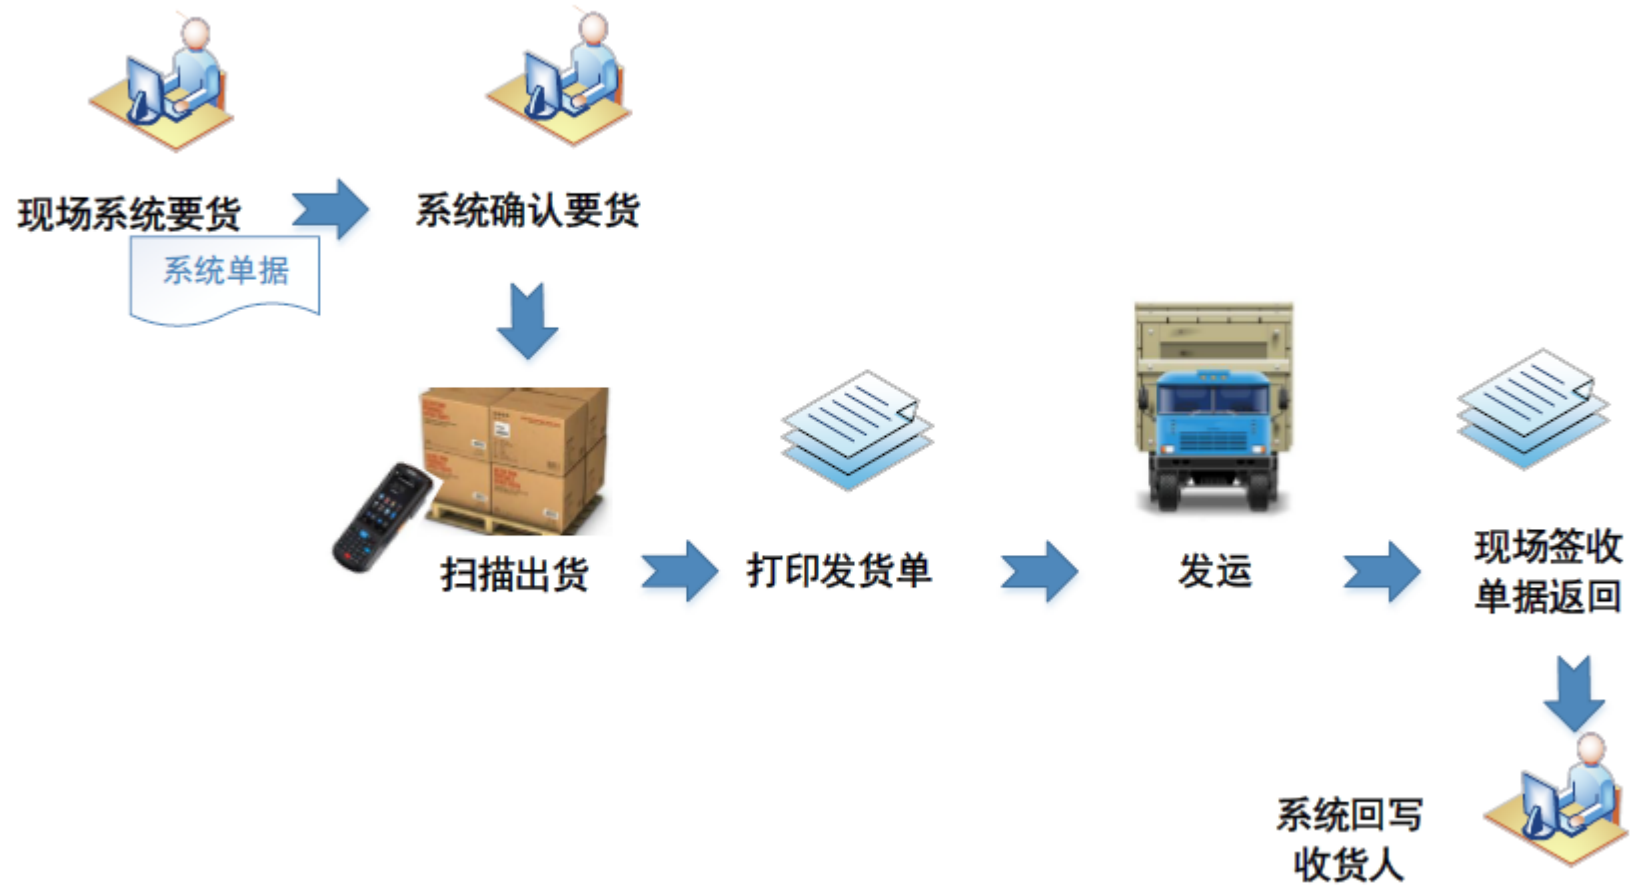 现场系统要货
系统确认要货
系统单据
扫描出货
打印发货单
发运
现场签收
单据返回
系统回写
收货人